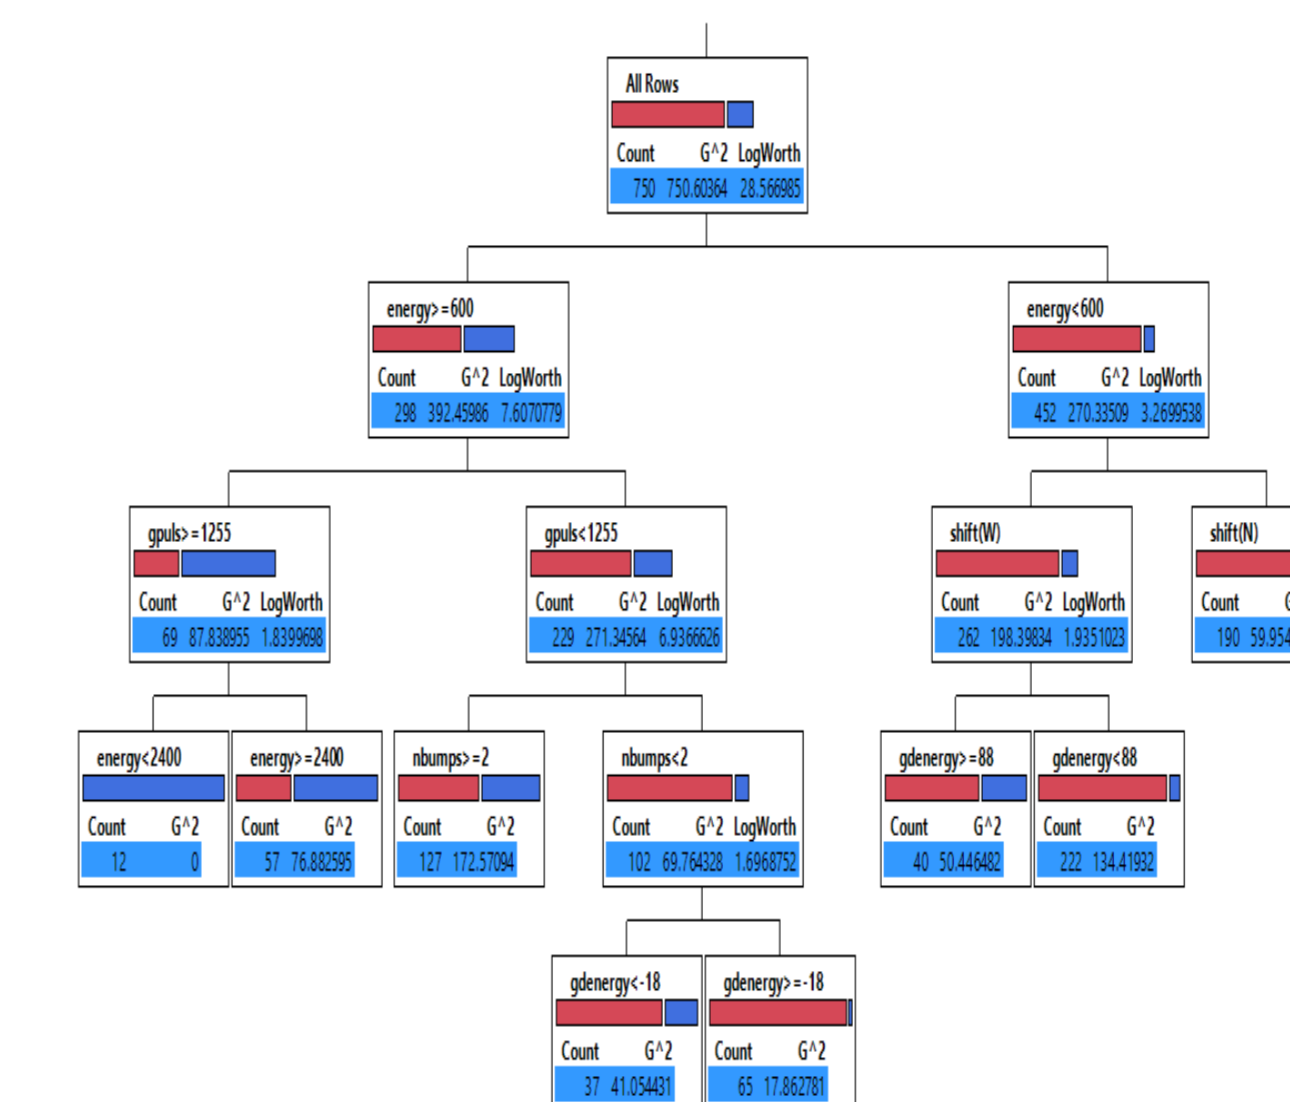 All Rows
Count G^2 LogWorth
750 750.60364 28.566985
energy>=600
Count G^2 LogWorth
298 392.45986 7.6070779
energy<600
Count G^2 LogWorth
452 270.33509 3.2699538
gpuls>=1255
Count G^2 LogWorth
69 87.838955 1.8399698
gpuls<1255
Count G^2 LogWorth
229 271.34564 6.9366626
shift(W)
Count G^2 LogWorth
262 198.39834 1.9351023
shift(N)
Count
190 59.954
energy<2400
Count G^2
12 0
energy>=2400
Count G^2
57 76.882595
nbumps>=2
Count G^2
127 172.57094
nbumps<2
Count G^2 LogWorth
102 69.764328 1.6968752
gdenergy>=88
Count G^2
40 50.446482
gdenergy<88
Count G^2
222 134.41932
gdenergy<-18
Count G^2
37 41.054431
gdenergy>=-18
Count G^2
65 17.862781